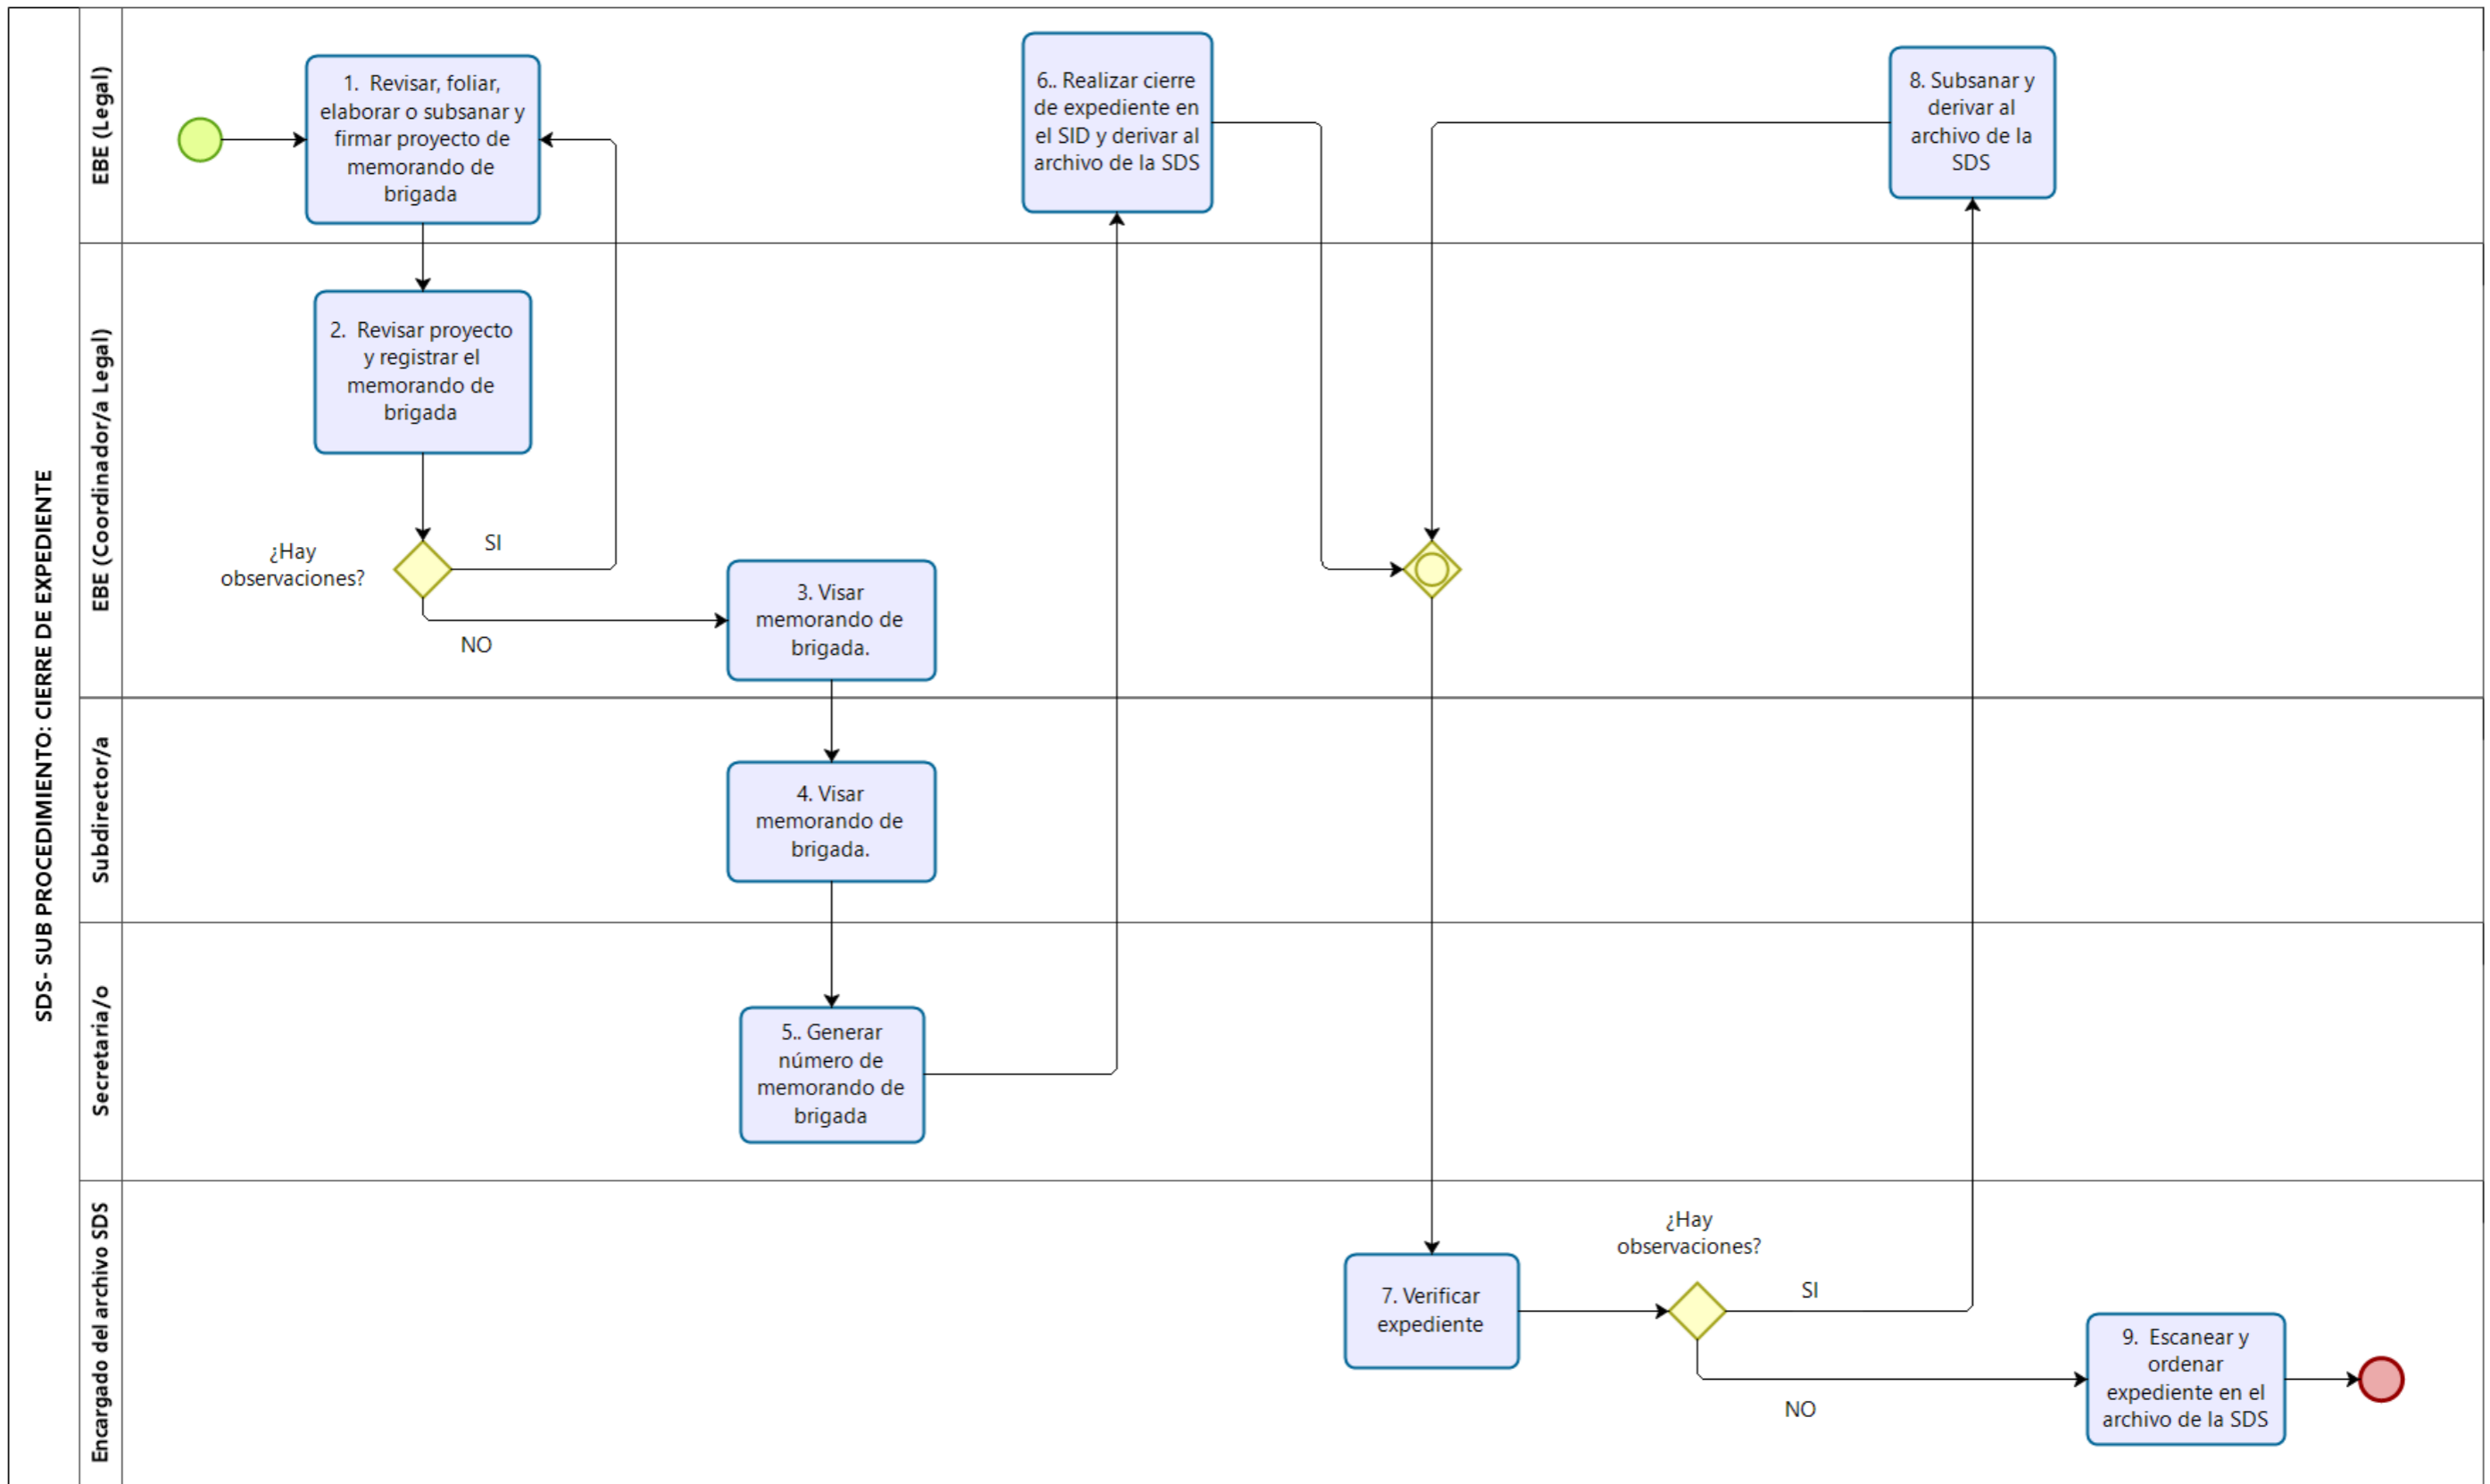 SDS- SUB PROCEDIMIENTO: CIERRE DE EXPEDIENTE
EBE (Legal)
1.  Revisar, foliar,
elaborar o subsanar y
firmar proyecto de
memorando de
brigada
6.. Realizar cierre
de expediente en
el SID y derivar al
archivo de la SDS
8. Subsanar y
derivar al
archivo de la
SDS
EBE (Coordinador/a Legal)
2.  Revisar proyecto
y registrar el
memorando de
brigada
¿Hay
observaciones?
SI
NO
3. Visar
memorando de
brigada.
Subdirector/a
4. Visar
memorando de
brigada.
Secretaria/o
5.. Generar
número de
memorando de
brigada
Encargado del archivo SDS
7. Verificar
expediente
¿Hay
observaciones?
SI
NO
9.  Escanear y
ordenar
expediente en el
archivo de la SDS